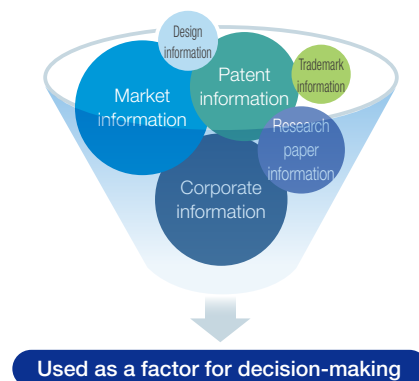 Design
information
Patent
information
Trademark
information
Market
information
Research
paper
information
Corporate
information
Used as a factor for decision-making